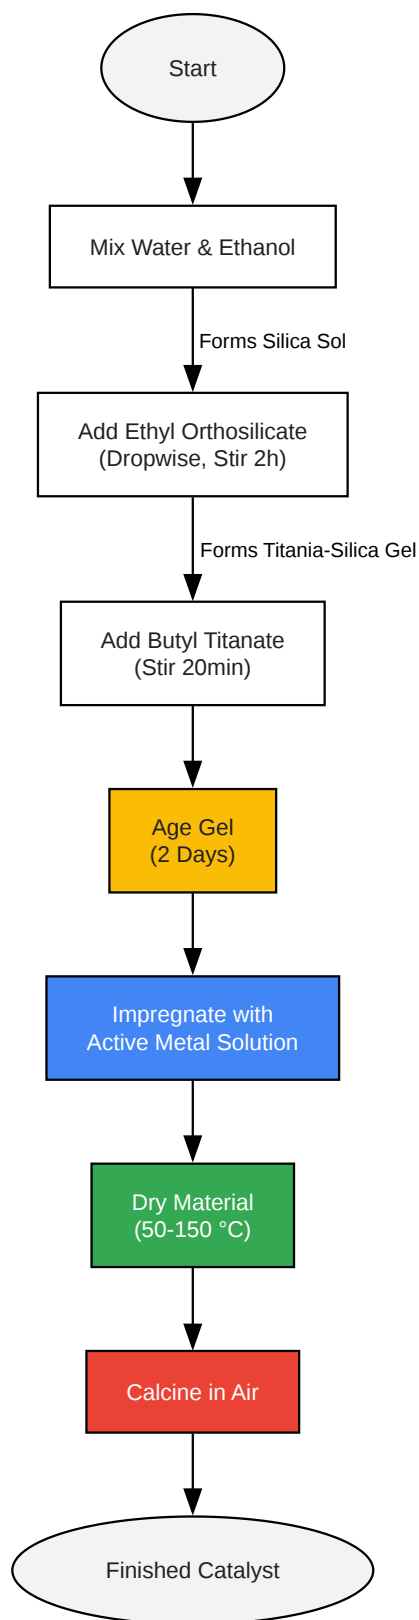 Start
Mix Water & Ethanol
Forms Silica Sol
Add Ethyl Orthosilicate
(Dropwise, Stir 2h)
Forms Titania-Silica Gel
Add Butyl Titanate
(Stir 20min)
Age Gel
(2 Days)
Impregnate with
Active Metal Solution
Dry Material
(50-150 °C)
Calcine in Air
Finished Catalyst